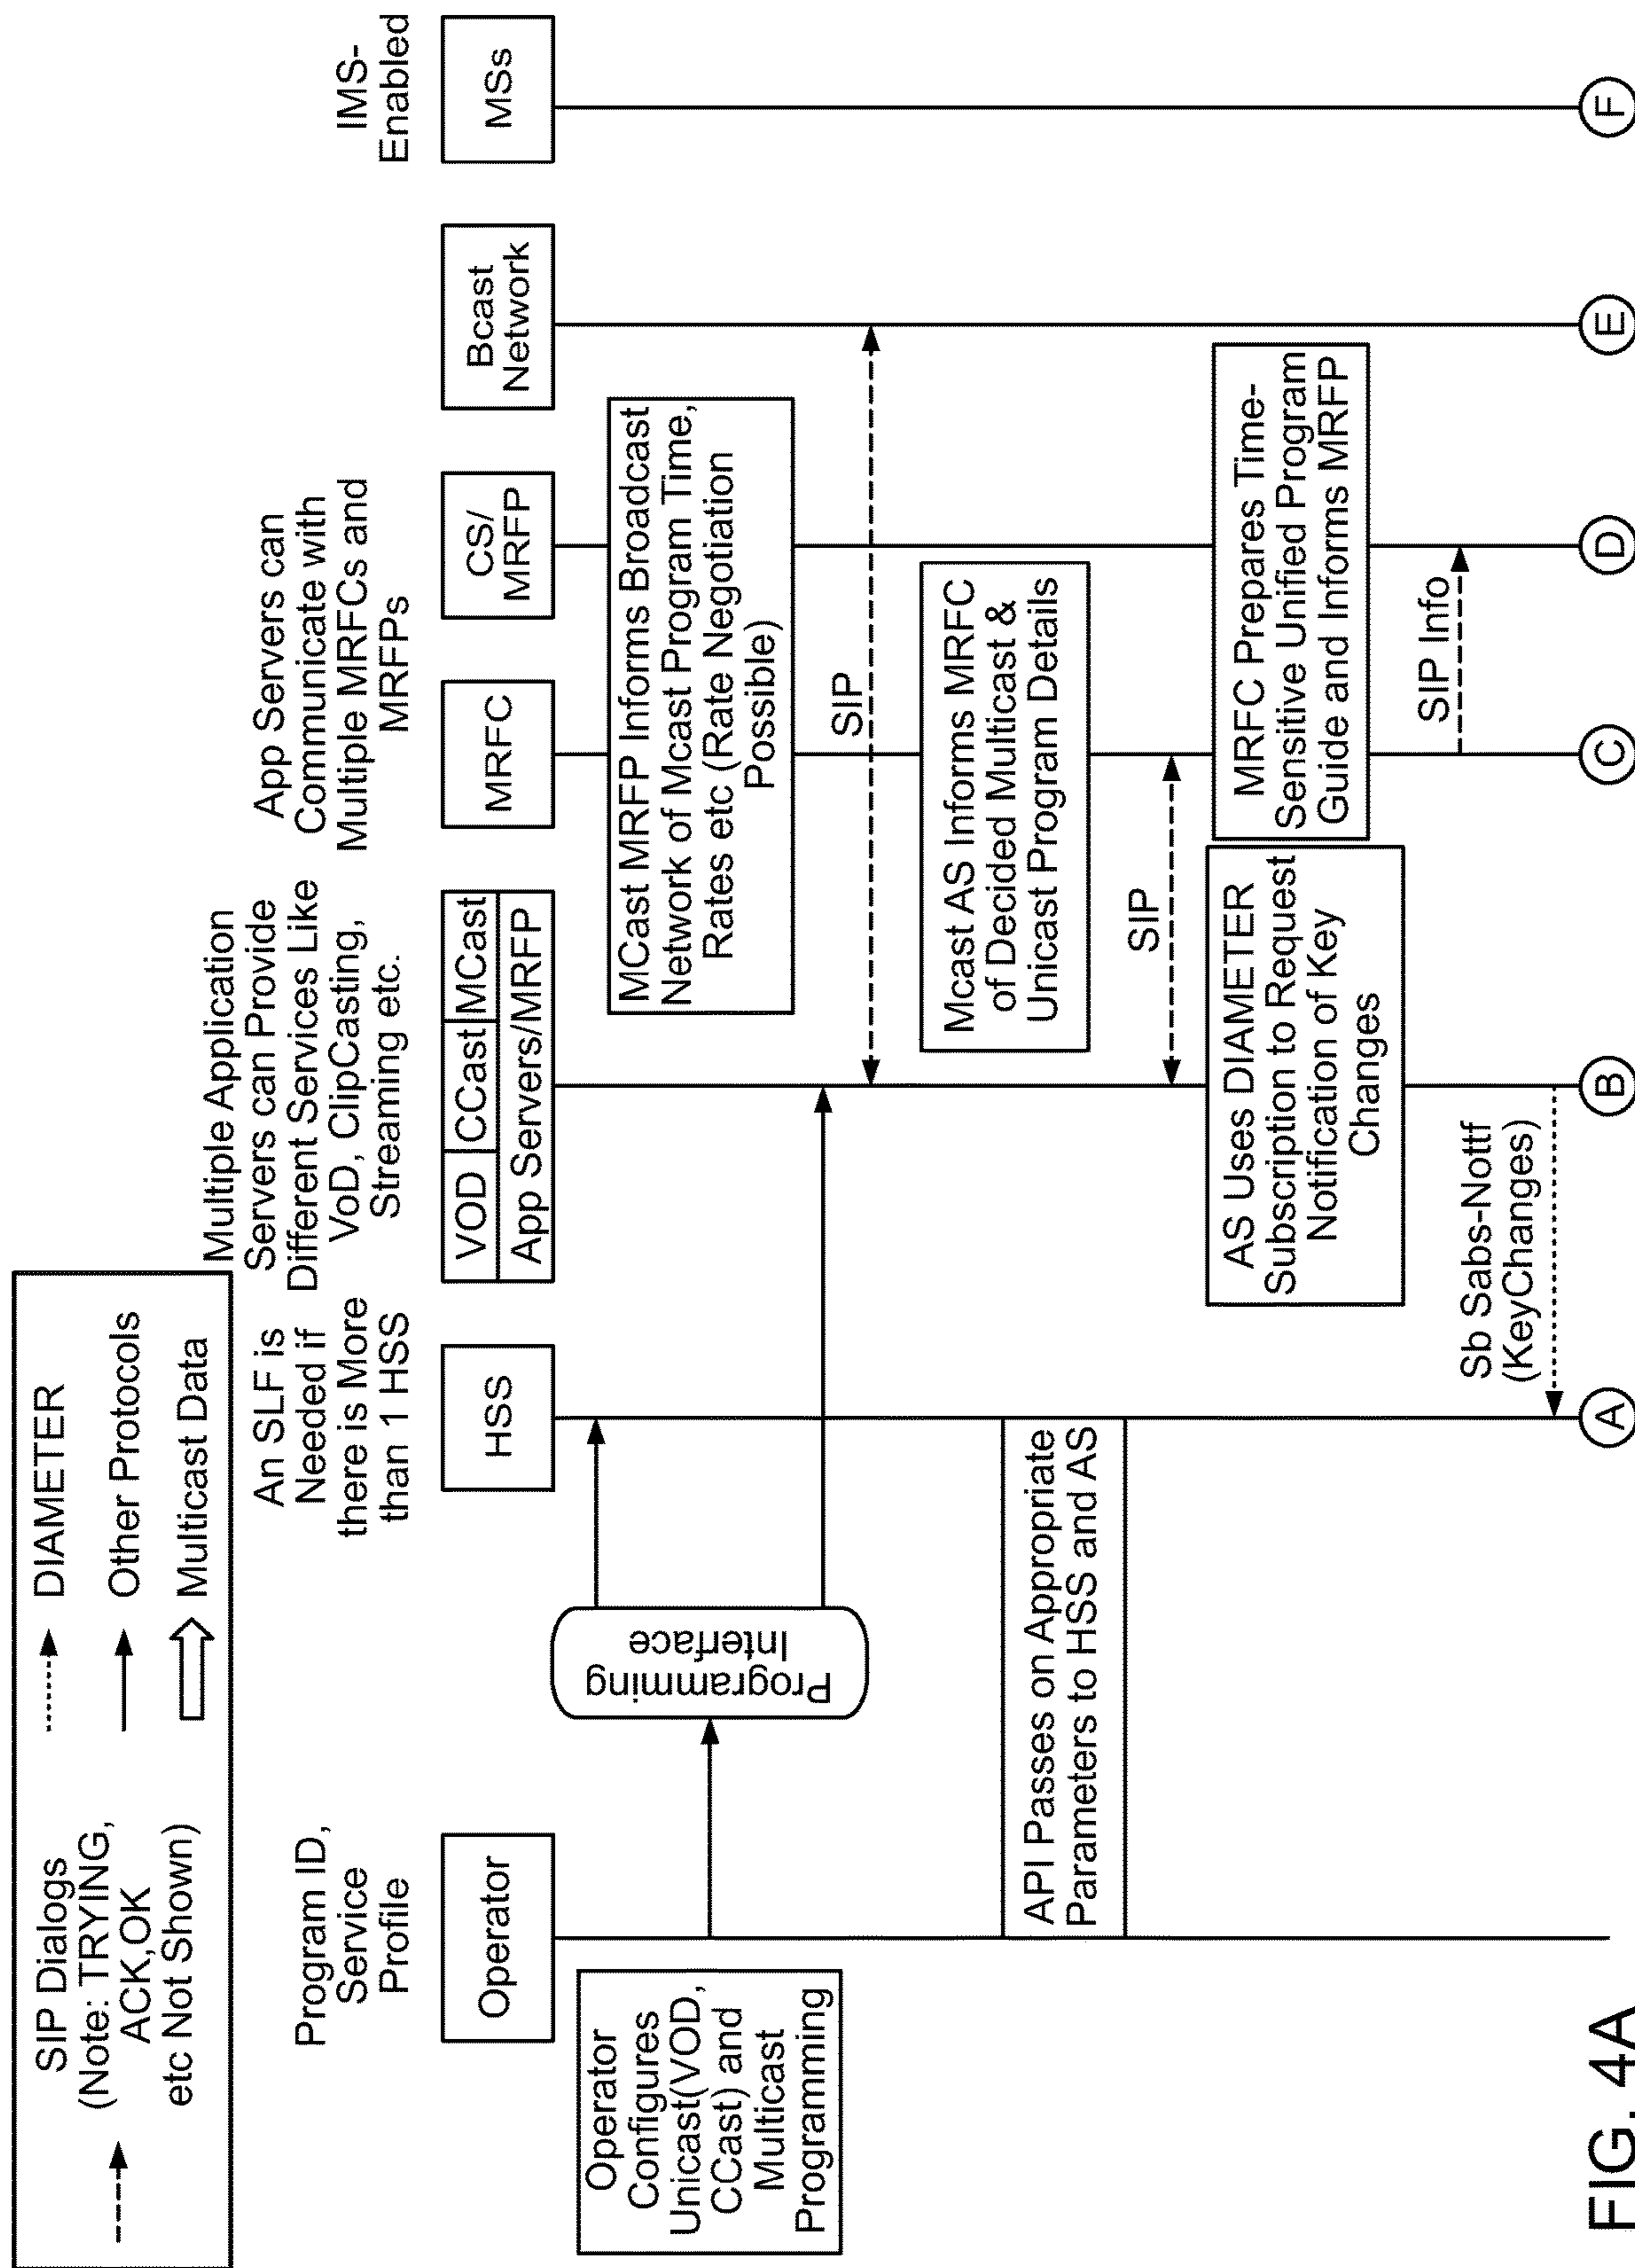 SIP Dialogs
(Note: TRYING,
ACK,OK
etc Not Shown)
DIAMETER
Other Protocols
Multicast Data
Program ID,
Service
Profile
An SLF is
Needed if
there is More
than 1 HSS
Multiple Application
Servers can Provide
Different Services Like
VoD, ClipCasting,
Streaming etc.
App Servers can
Communicate with
Multiple MRFCs and
MRFPs
IMS-
Enabled
Operator
HSS
VOD
CCast
MCast
App Servers/MRFP
MRFC
CS/
MRFP
Bcast
Network
MSs
Operator
Configures
Unicast(VOD,
CCast) and
Multicast
Programming
Programming
Interface
MCast MRFP Informs Broadcast
Network of Mcast Program Time,
Rates etc (Rate Negotiation
Possible)
SIP
Mcast AS Informs MRFC
of Decided Multicast &
Unicast Program Details
API Passes on Appropriate
Parameters to HSS and AS
SIP
AS Uses DIAMETER
Subscription to Request
Notification of Key
Changes
MRFC Prepares Time-
Sensitive Unified Program
Guide and Informs MRFP
SIP Info
Sb Sabs-Nottf
(KeyChanges)
A
B
C
D
E
F
FIG. 4A